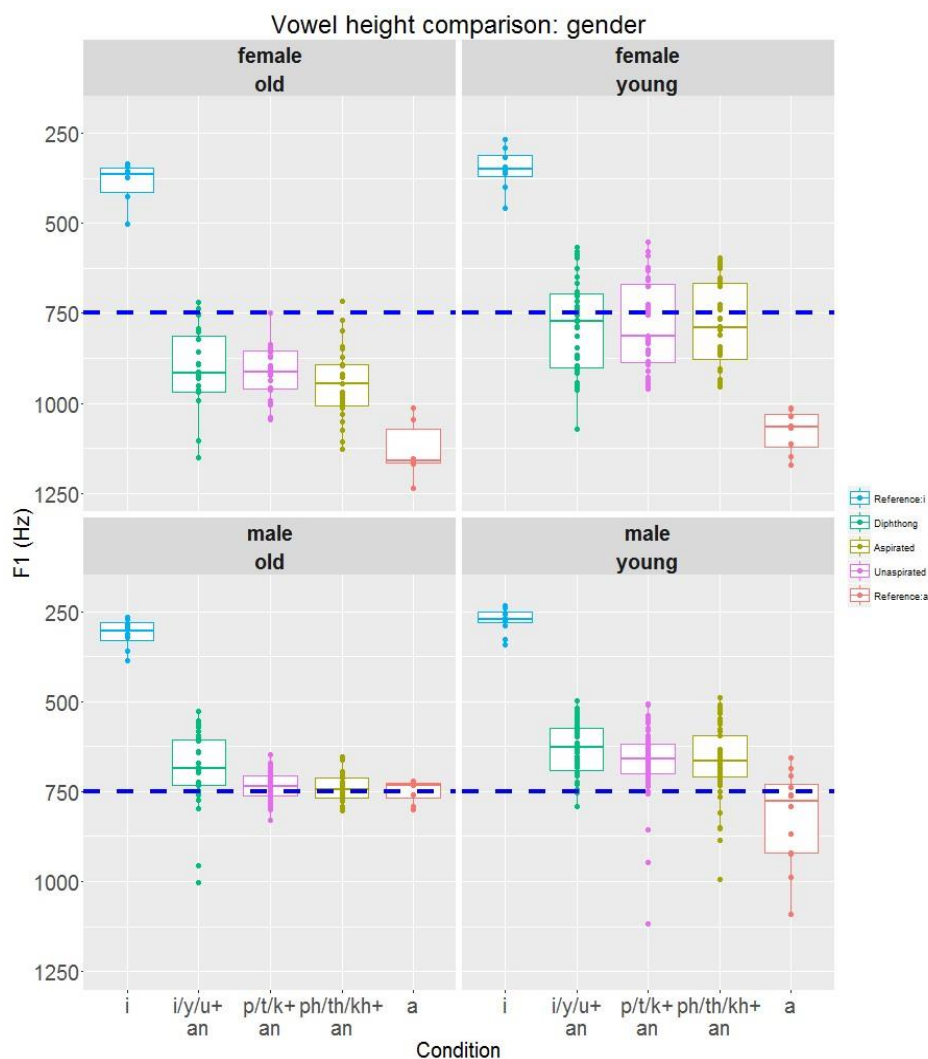 Vowel height comparison: gender
female
old
female
young
250
500
750
1000
1250
male
old
male
young
250
500
750
1000
1250
F1 (Hz)
i
i/y/u+
an
p/t/k+
an
ph/th/kh+
an
a
i
i/y/u+
an
p/t/k+
an
ph/th/kh+
an
a
Condition
Reference:i
Diphthong
Aspirated
Unaspirated
Reference:a